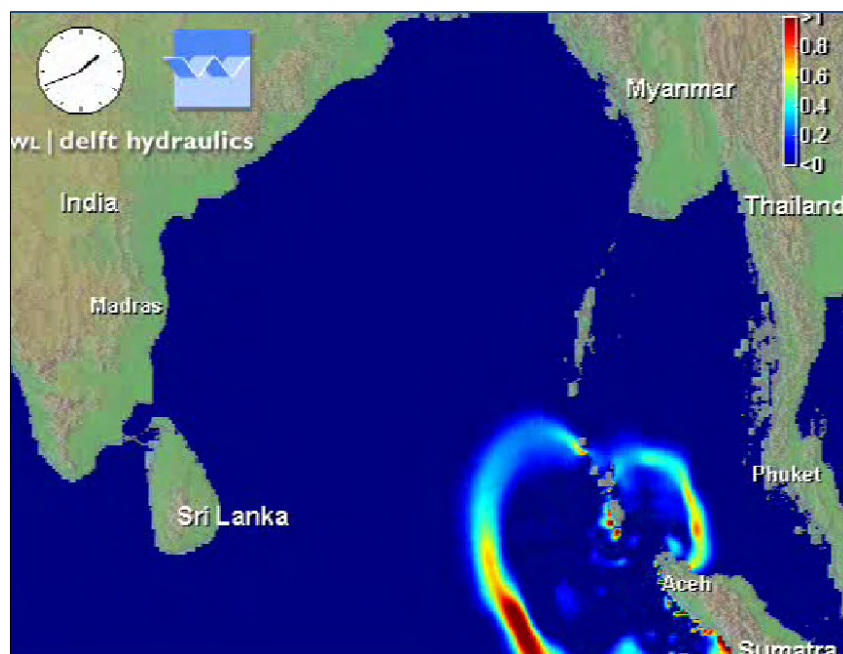 >1
0.8
Myanmar
0.6
0.4
WL | delft hydraulics
0.2
<0
India
Thailand
Madras
Phuket
Sri Lanka
Aceh
Sumatra